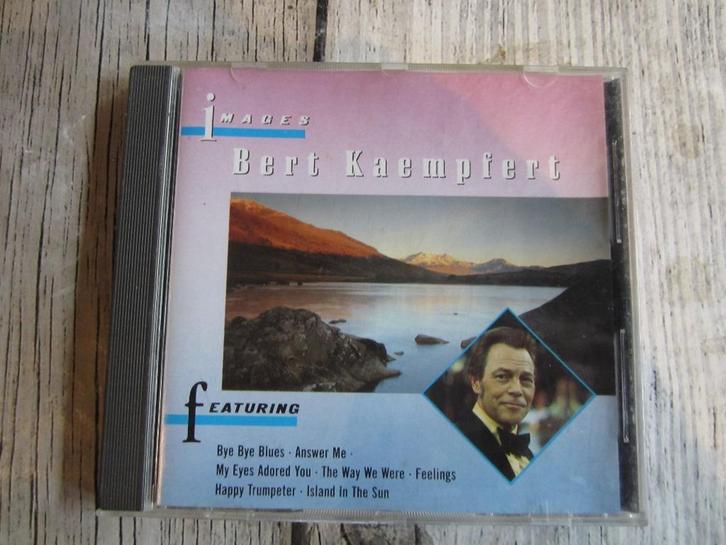 images
Bert Kaempfert
fEATURING
Bye Bye Blues · Answer Me ·
My Eyes Adored You · The Way We Were · Feelings
Happy Trumpeter · Island In The Sun